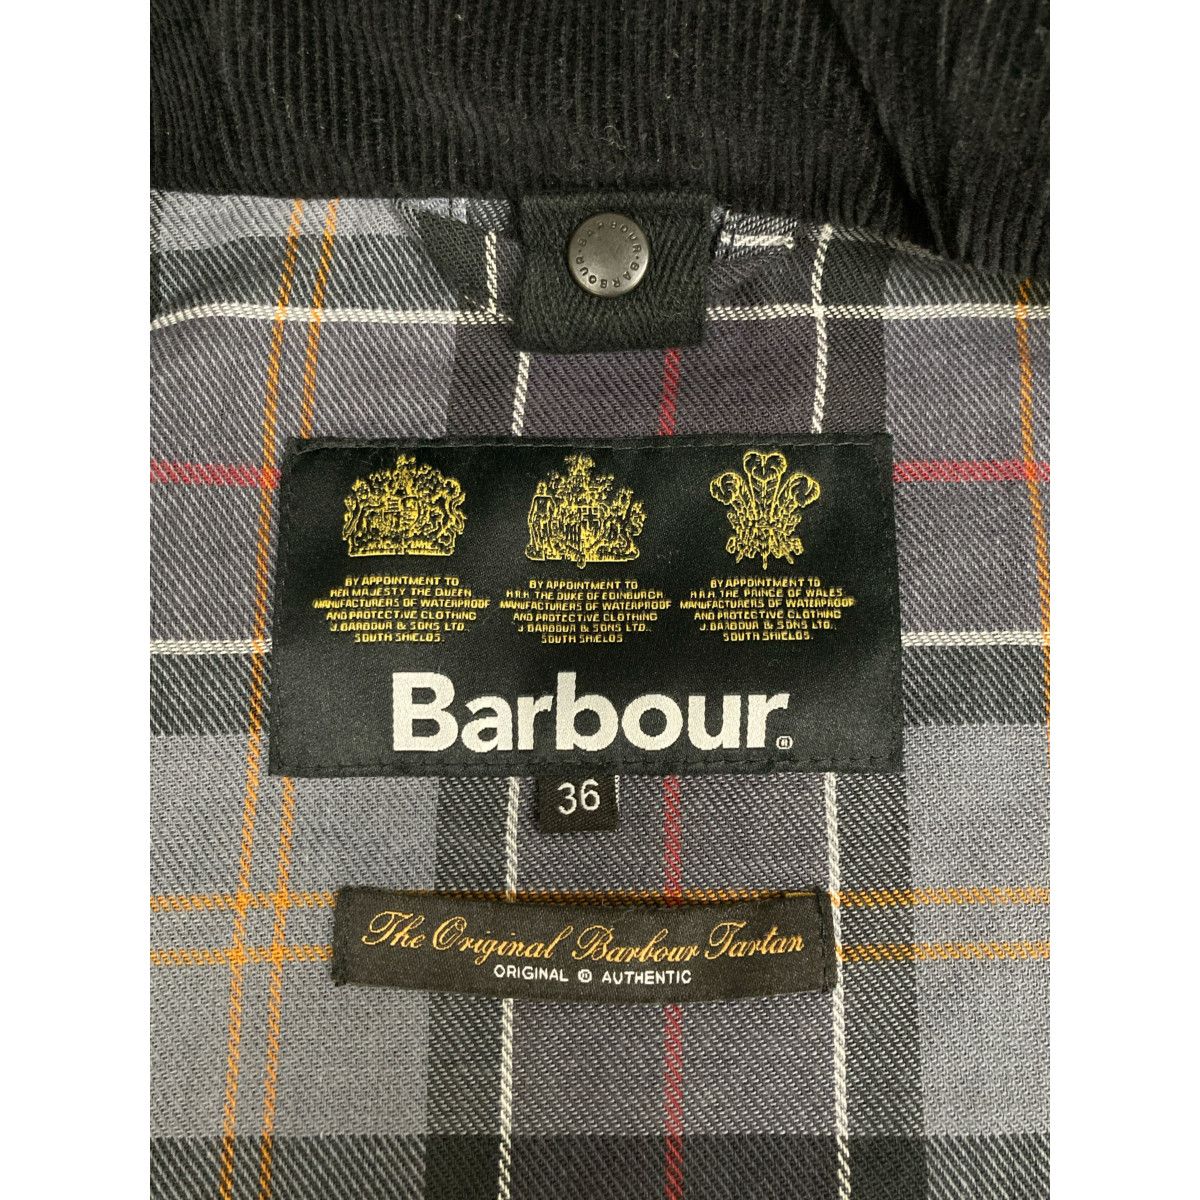 BARBOUR · BARBOUR ·
BY APPOINTMENT TO
HER MAJESTY THE QUEEN
MANUFACTURERS OF WATERPROOF
AND PROTECTIVE CLOTHING
J. BARBOUR & SONS LTD.,
SOUTH SHIELDS.
BY APPOINTMENT TO
H.R.H. THE DUKE OF EDINBURGH
MANUFACTURERS OF WATERPROOF
AND PROTECTIVE CLOTHING
J. BARBOUR & SONS LTD.,
SOUTH SHIELDS
BY APPOINTMENT TO
H.R.H. THE PRINCE OF WALES
MANUFACTURERS OF WATERPROOF
AND PROTECTIVE CLOTHING
J. BARBOUR & SONS LTD.,
SOUTH SHIELDS.
Barbour®
36
The Original Barbour Tartan
ORIGINAL ® AUTHENTIC